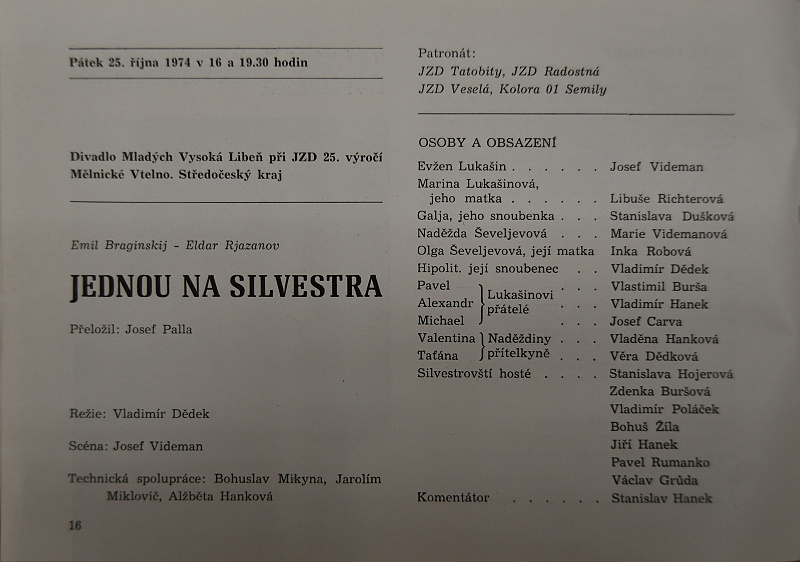 Pátek 25. října 1974 v 16 a 19.30 hodin
Divadlo Mladých Vysoká Libeň při JZD 25. výročí
Mělnické Vtelno. Středočeský kraj
Emil Braginskij - Eldar Rjazanov
JEDNOU NA SILVESTRA
Přeložil: Josef Palla
Režie: Vladimír Dědek
Scéna: Josef Videman
Technická spolupráce: Bohuslav Mikyna, Jarolím
Miklovič, Alžběta Hanková
16
Patronát:
JZD Tatobity, JZD Radostná
JZD Veselá, Kolora 01 Semily
OSOBY A OBSAZENÍ
Evžen Lukašin . . . . . . Josef Videman
Marina Lukašinová,
jeho matka . . . . . . Libuše Richterová
Galja, jeho snoubenka . . . Stanislava Dušková
Naděžda Ševeljevová . . . Marie Videmanová
Olga Ševeljevová, její matka Inka Robová
Hipolit. její snoubenec . . Vladimír Dědek
Pavel . . . Vlastimil Burša
Lukašinovi
Alexandr . . . Vladimír Hanek
přátelé
Michael . . . Josef Carva
Valentina Naděždiny . . . Vladěna Hanková
Taťána přítelkyně . . . Věra Dědková
Silvestrovští hosté . . . . Stanislava Hojerová
Zdenka Buršová
Vladimír Poláček
Bohuš Žíla
Jiří Hanek
Pavel Rumanko
Václav Grůda
Komentátor . . . . . . Stanislav Hanek